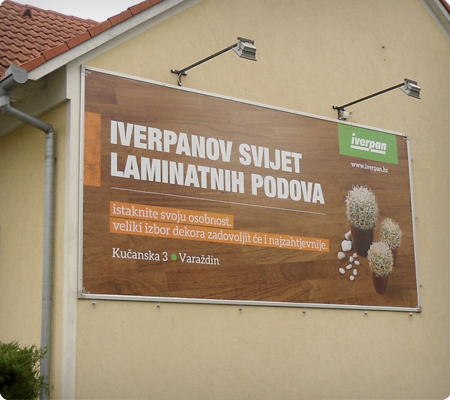 iverpan
www.iverpan.hr
IVERPANOV SVIJET
LAMINATNIH PODOVA
istaknite svoju osobnost.
veliki izbor dekora zadovoljit će i najzahtjevnije.
Kučanska 3 • Varaždin